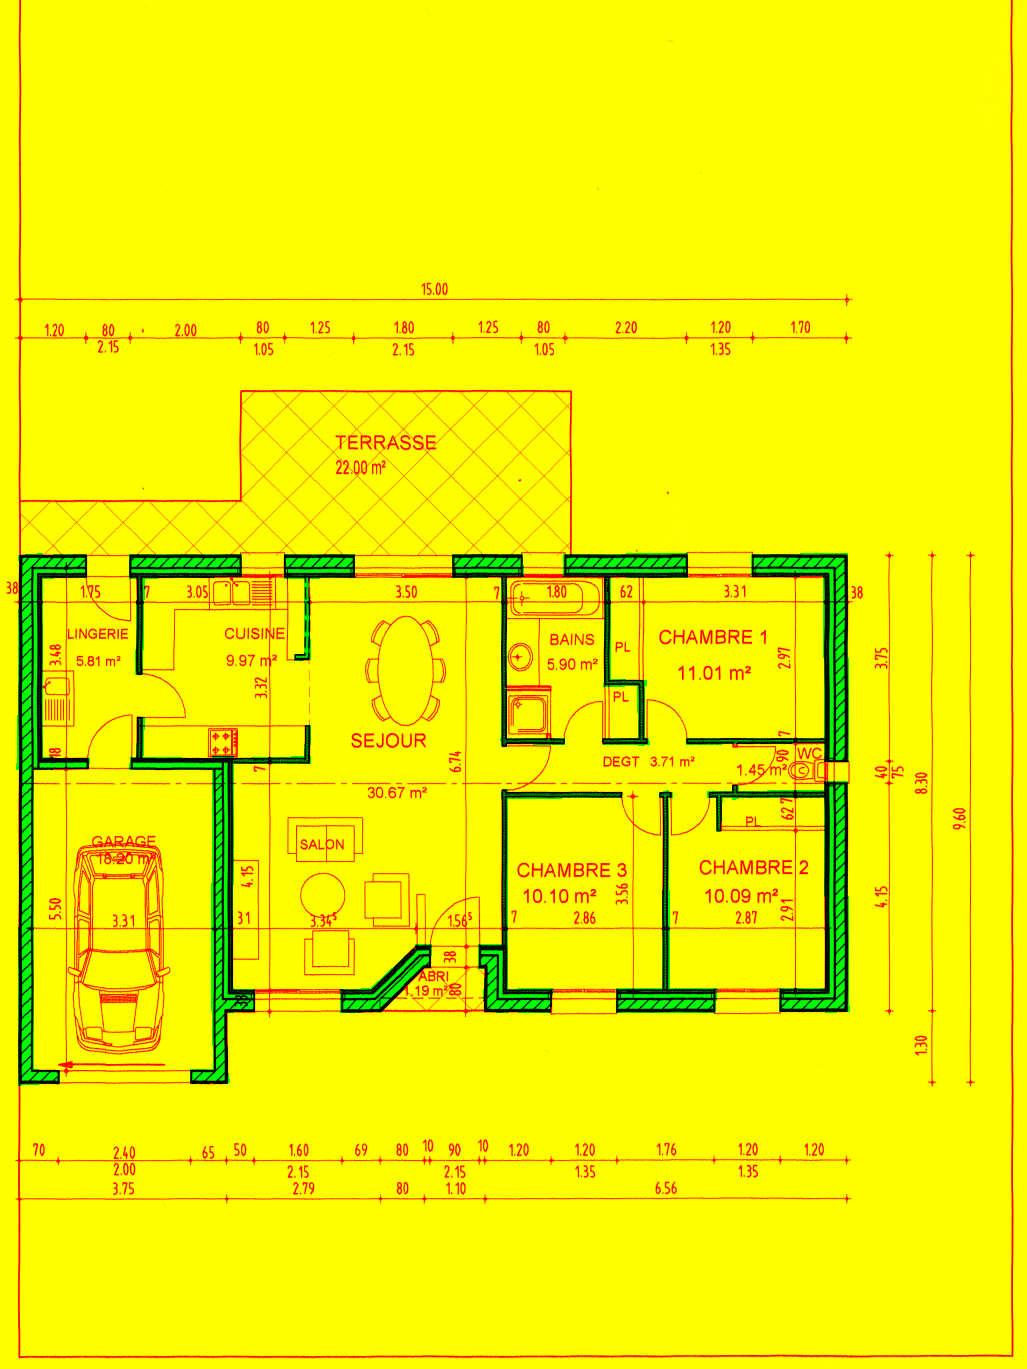 15.00
1.20 80 2.00 80 1.25 1.80 1.25 80 2.20 1.20 1.70
2.15 1.05 2.15 1.05 1.35
TERRASSE
22.00 m²
38 1.75 7 3.05 3.50 7 1.80 62 3.31 38
LINGERIE
5.81 m²
3.48
18
CUISINE
9.97 m²
3.32
7
BAINS
5.90 m²
PL
PL
CHAMBRE 1
11.01 m²
2.97
7
SEJOUR
30.67 m²
6.74
DEGT 3.71 m²
WC
1.45 m²
90
GARAGE
18.20 m²
5.50
3.31
SALON
4.15
31
3.34⁵
1.56⁵
38
ABRI
1.19 m²
80
33
CHAMBRE 3
10.10 m²
3.56
7 2.86
PL
62 7
CHAMBRE 2
10.09 m²
2.91
7 2.87
3.75
40
75
4.15
8.30
1.30
9.60
70 2.40 65 50 1.60 69 80 10 90 10 1.20 1.20 1.76 1.20 1.20
2.00 2.15 2.15 1.35 1.35
3.75 2.79 80 1.10 6.56